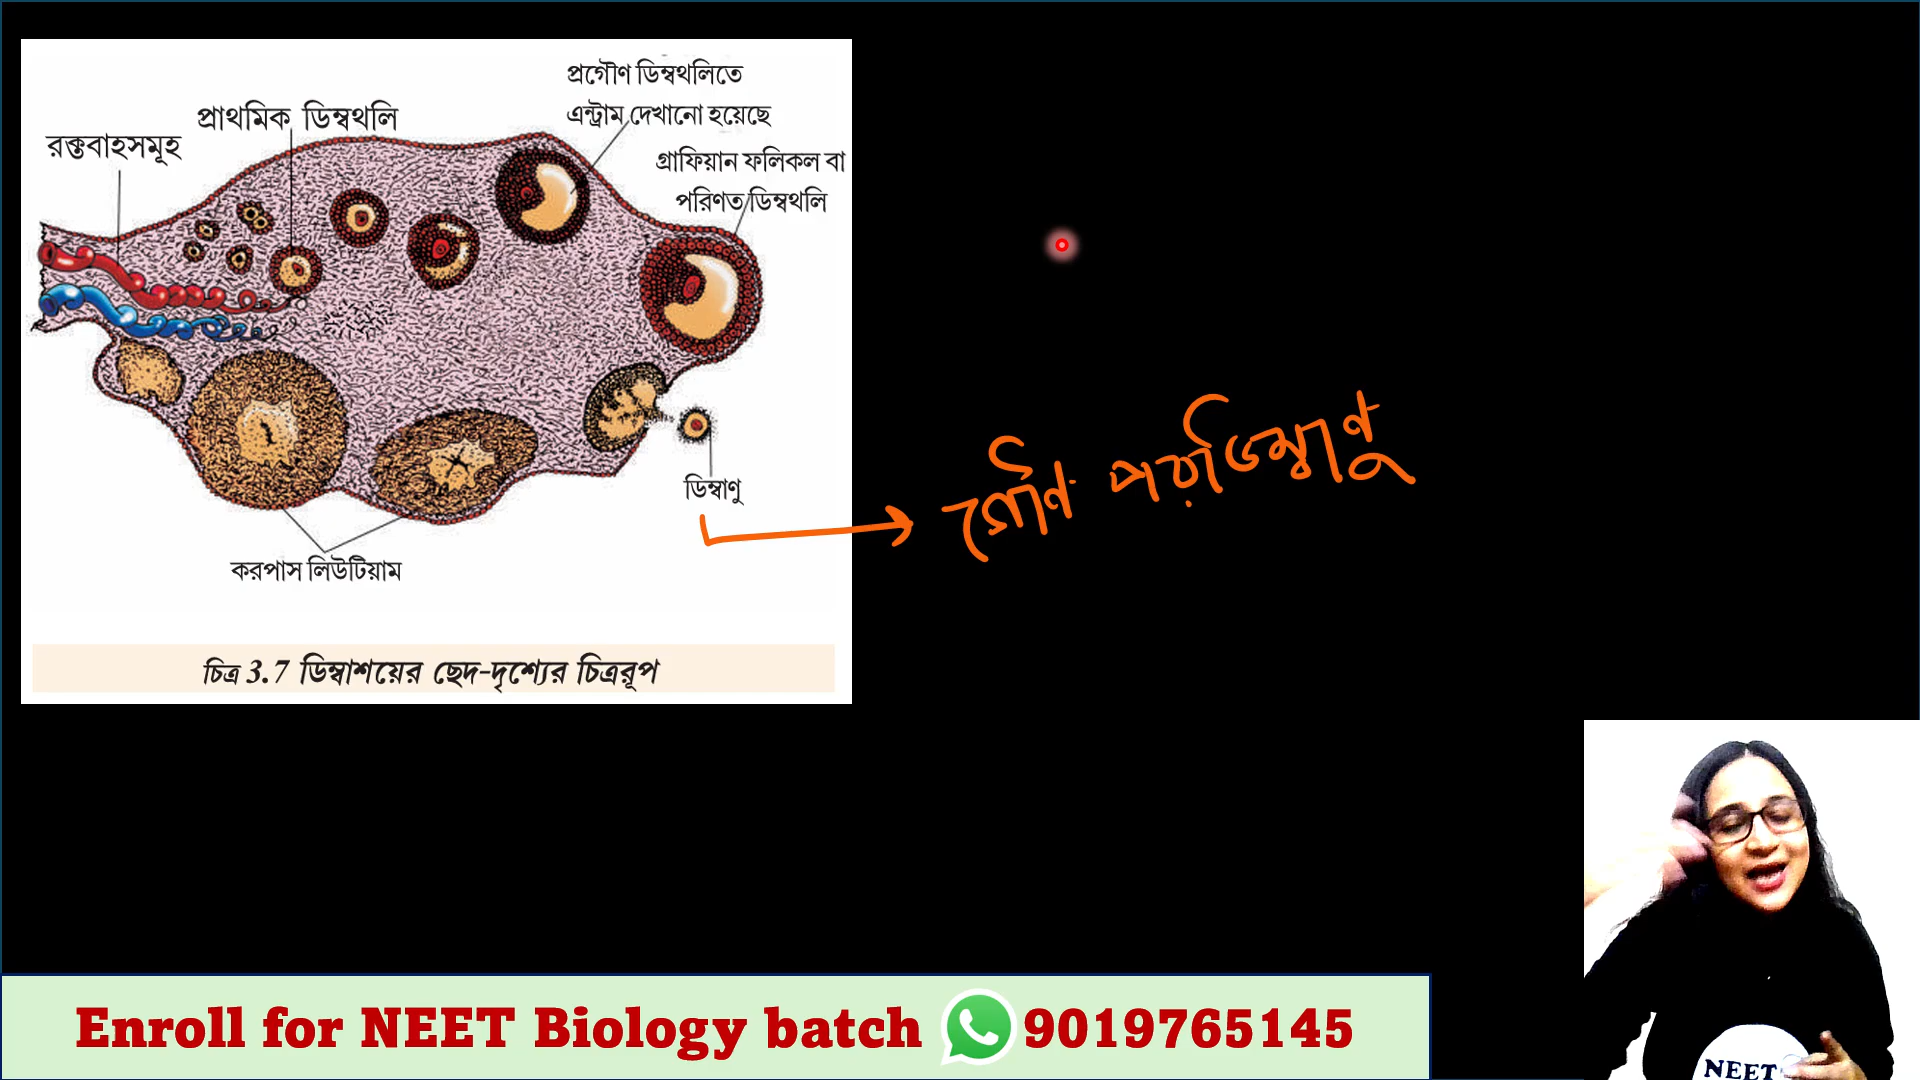 প্রগৌণ ডিম্বথলিতে
এন্ট্রাম দেখানো হয়েছে
প্রাথমিক ডিম্বথলি
রক্তবাহসমূহ
গ্রাফিয়ান ফলিকল বা
পরিণত ডিম্বথলি
ডিম্বাণু
গৌণ পরাডিম্বাণু
করপাস লিউটিয়াম
চিত্র 3.7 ডিম্বাশয়ের ছেদ-দৃশ্যের চিত্ররূপ
Enroll for NEET Biology batch 9019765145
NEET